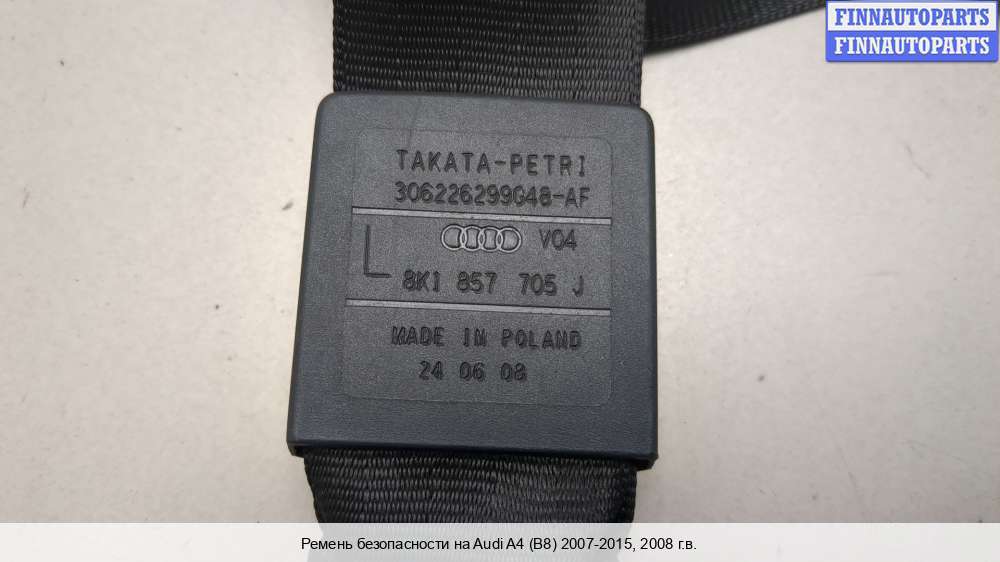 FINNAUTOPARTS
FINNAUTOPARTS
TAKATA-PETRI
306226299G48-AF
L V04
8K1 857 705 J
MADE IN POLAND
24 06 08
Ремень безопасности на Audi A4 (B8) 2007-2015, 2008 г.в.